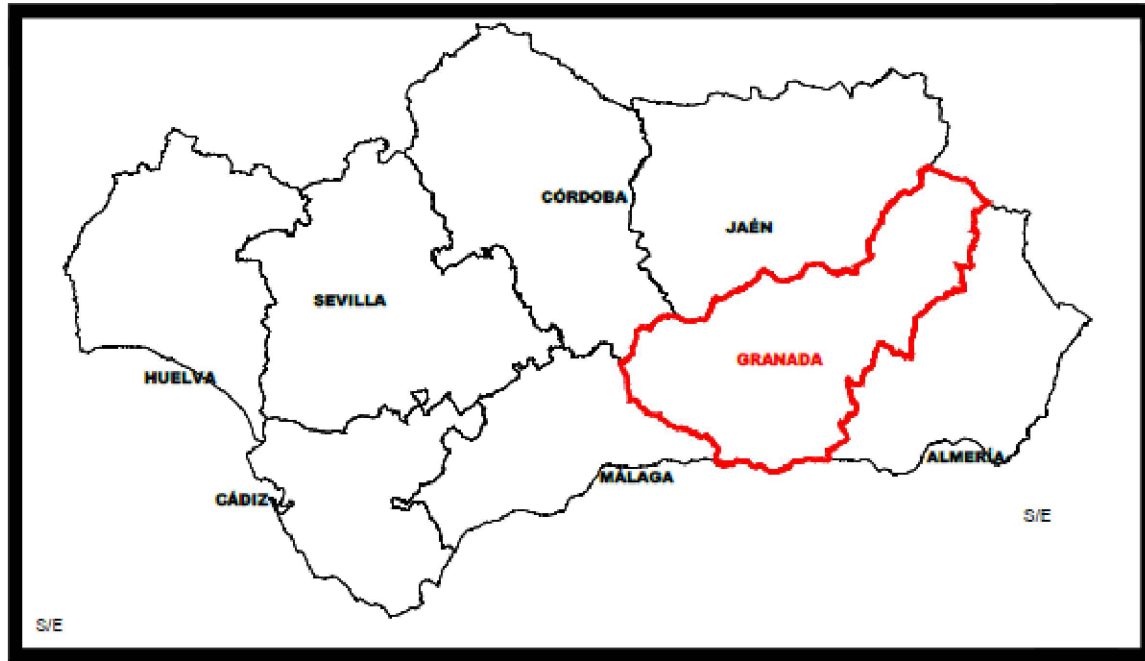 CÓRDOBA
JAÉN
SEVILLA
GRANADA
HUELVA
ALMERÍA
MÁLAGA
CÁDIZ
S/E
S/E